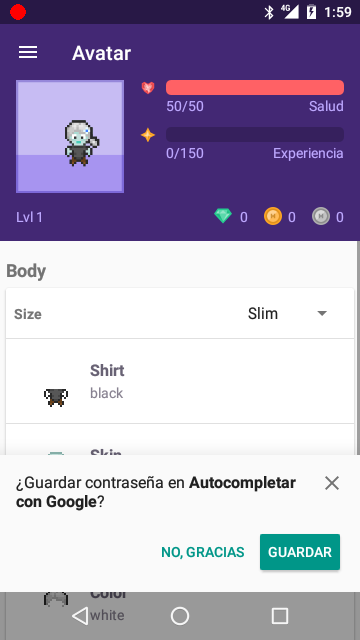 4G 1:59
Avatar
50/50 Salud
0/150 Experiencia
Lvl 1 0 0 0
Body
Size Slim
Shirt
black
Skin
¿Guardar contraseña en Autocompletar
con Google?
NO, GRACIAS GUARDAR
Color
white